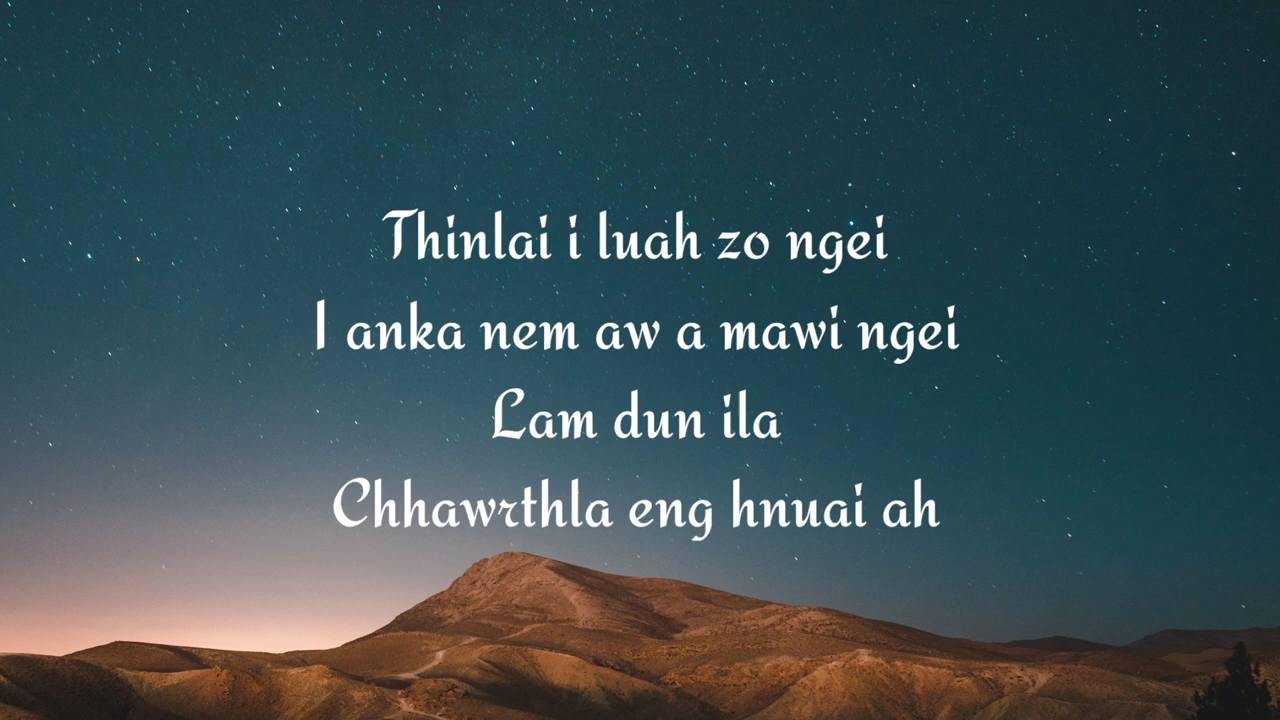 Thinlai i luah zo ngei
I anka nem aw a mawi ngei
Lam dun ila
Chhawrthla eng hnuai ah